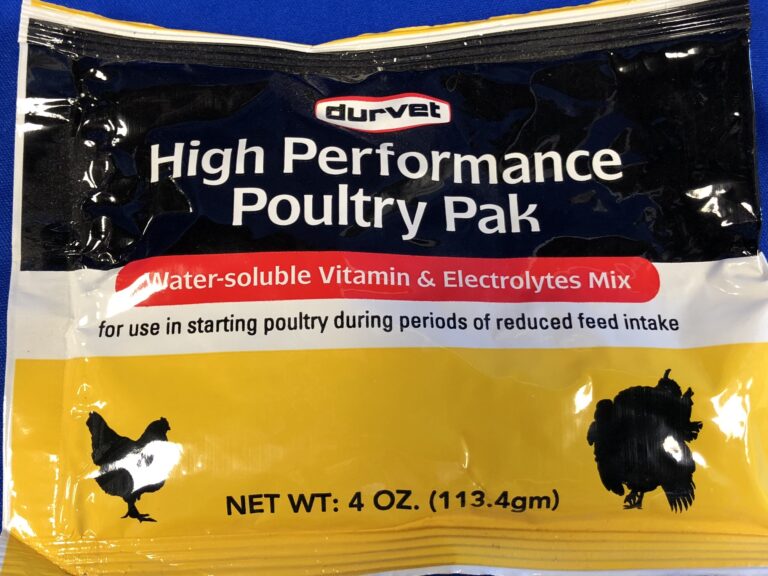 durvet
High Performance
Poultry Pak
Water-soluble Vitamin & Electrolytes Mix
for use in starting poultry during periods of reduced feed intake
NET WT: 4 OZ. (113.4gm)